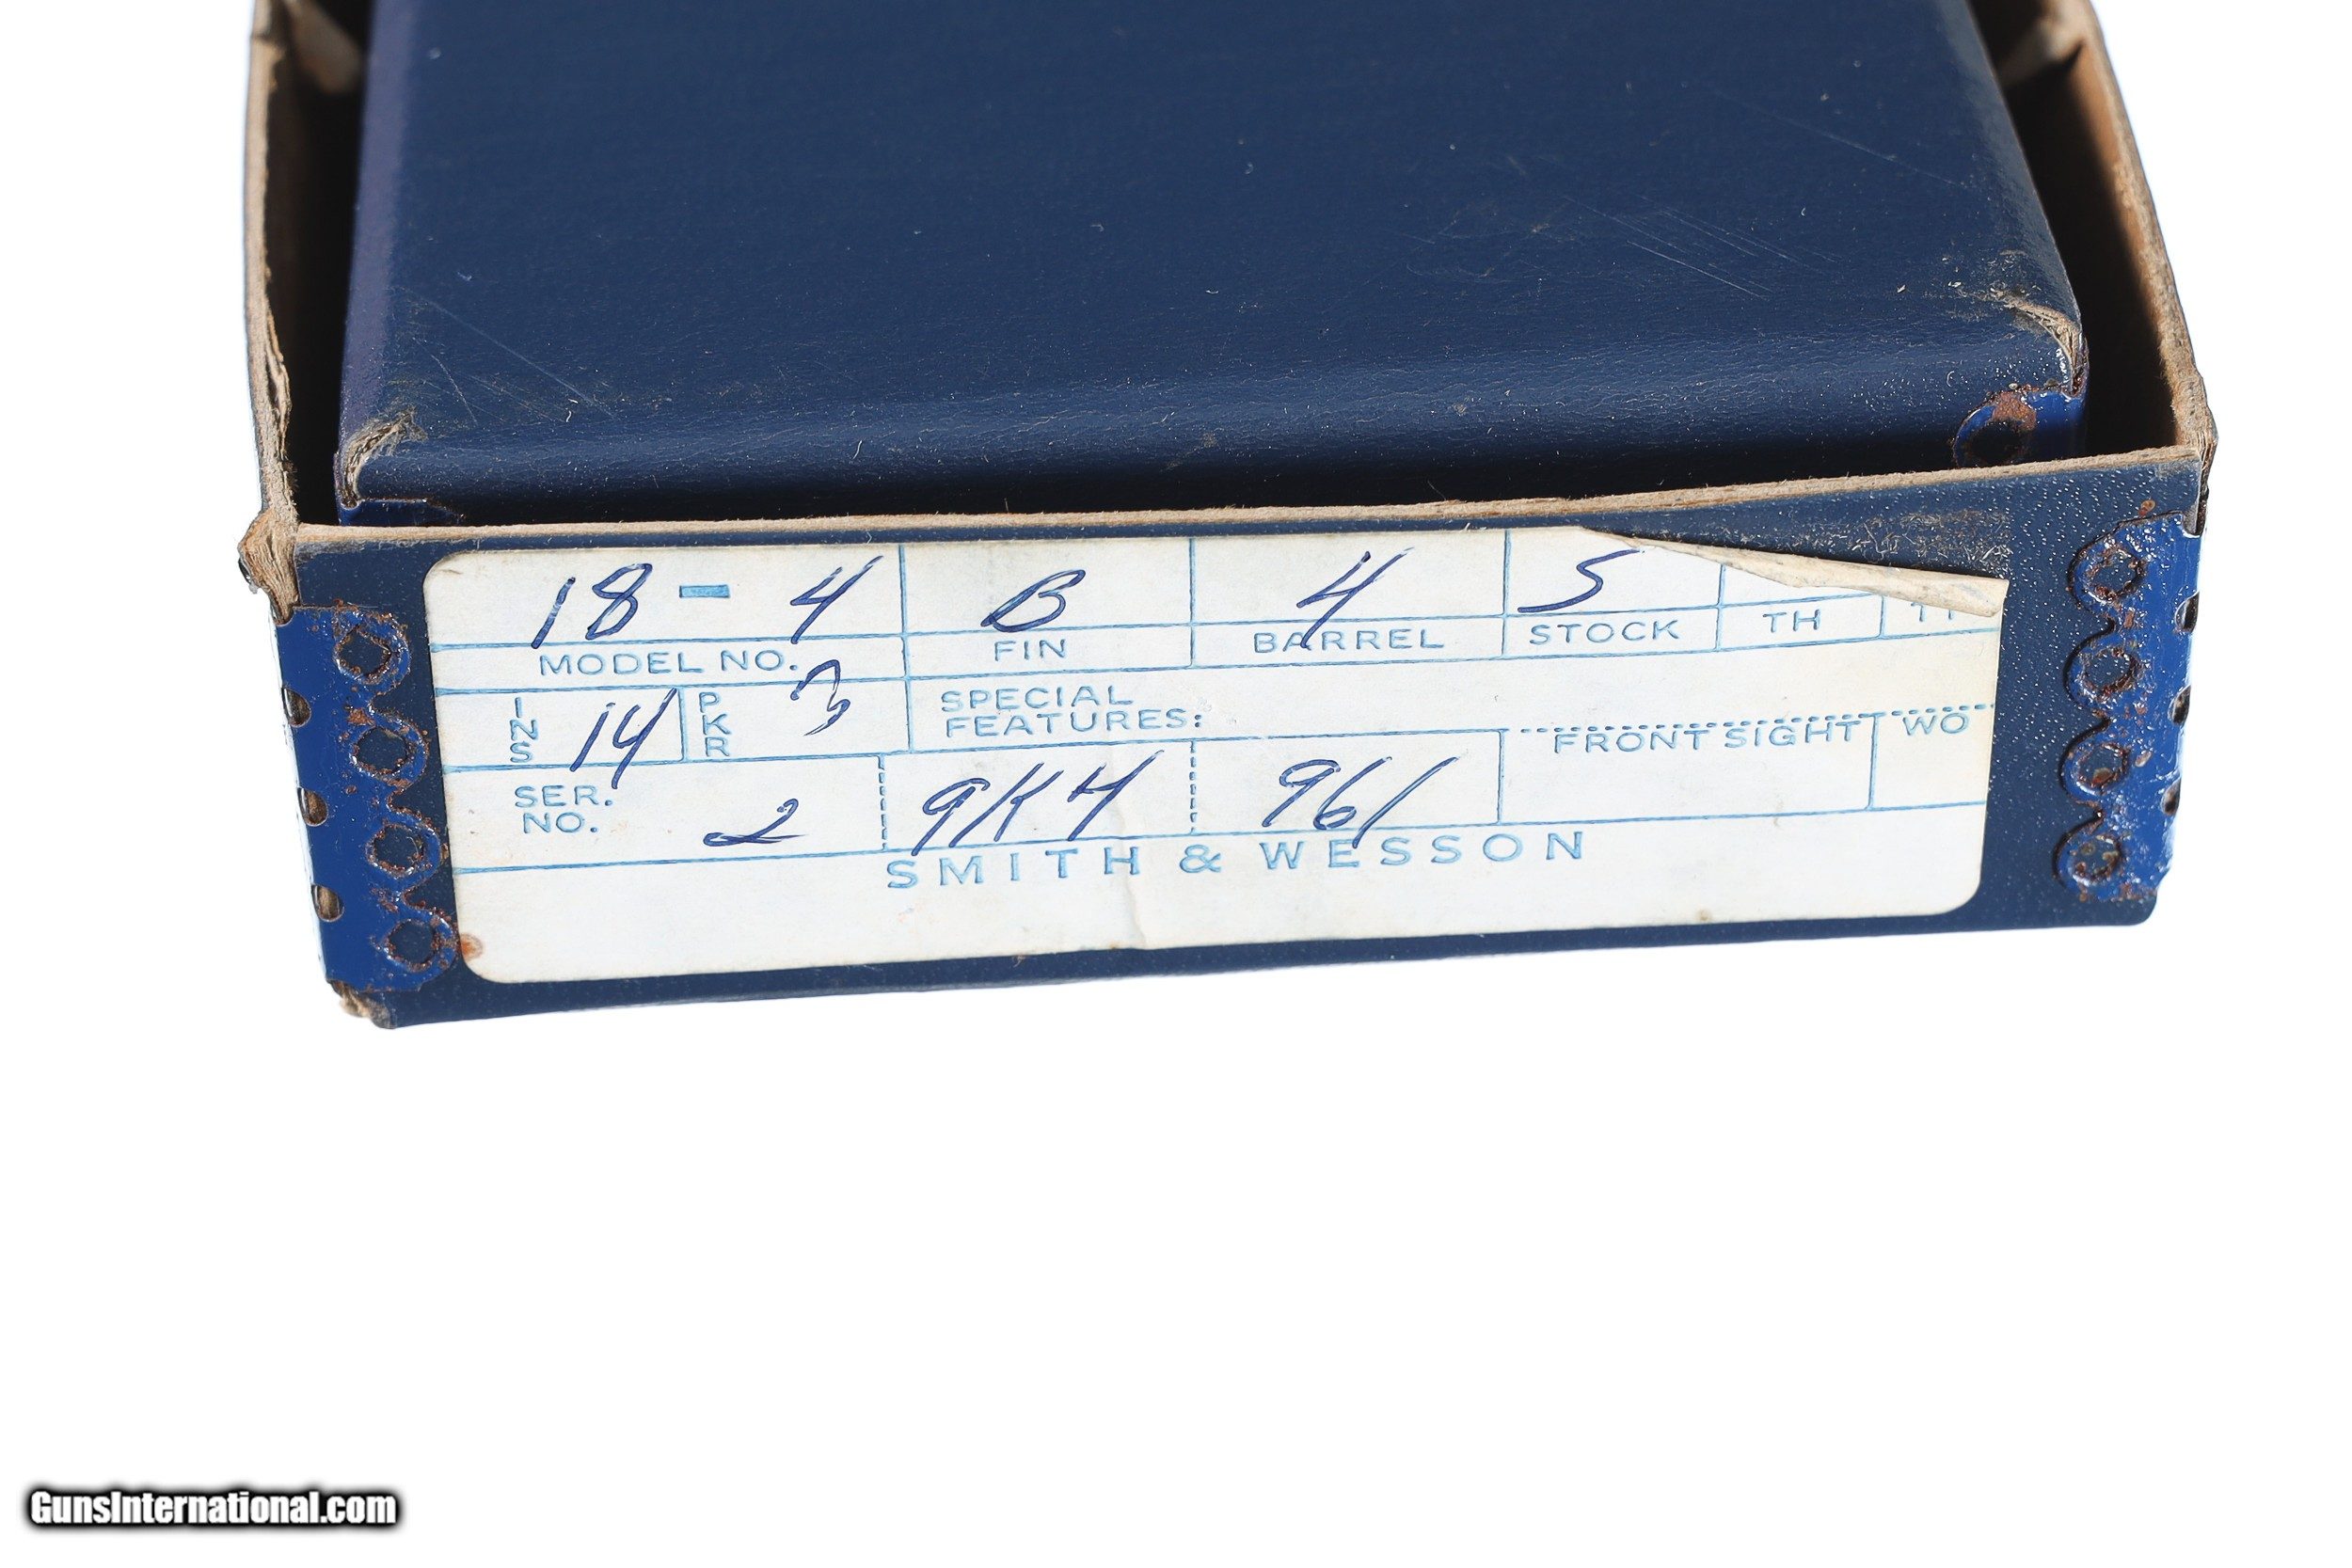 18-4 B 4 S
MODEL NO. FIN BARREL STOCK TH
INS 14 PKR 3 SPECIAL
FEATURES:
FRONT SIGHT WO
SER.
NO. 2 9K4 961
SMITH & WESSON
GunsInternational.com